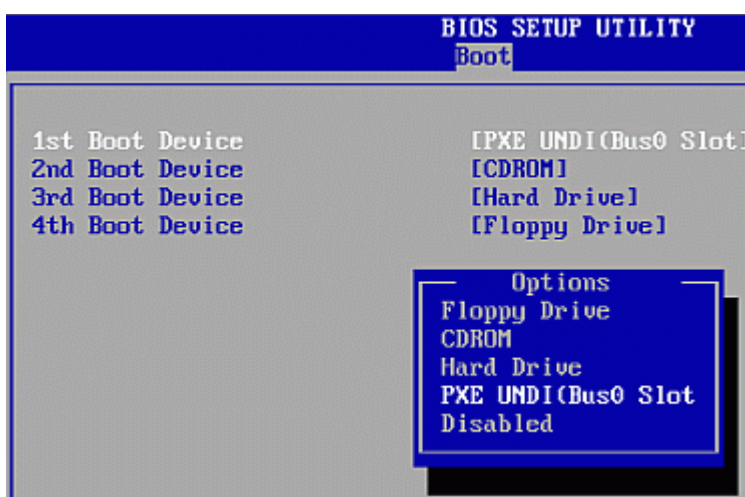 BIOS SETUP UTILITY
Boot
1st Boot Device [PXE UNDI(Bus0 Slot]
2nd Boot Device [CDROM]
3rd Boot Device [Hard Drive]
4th Boot Device [Floppy Drive]
Options
Floppy Drive
CDROM
Hard Drive
PXE UNDI(Bus0 Slot
Disabled